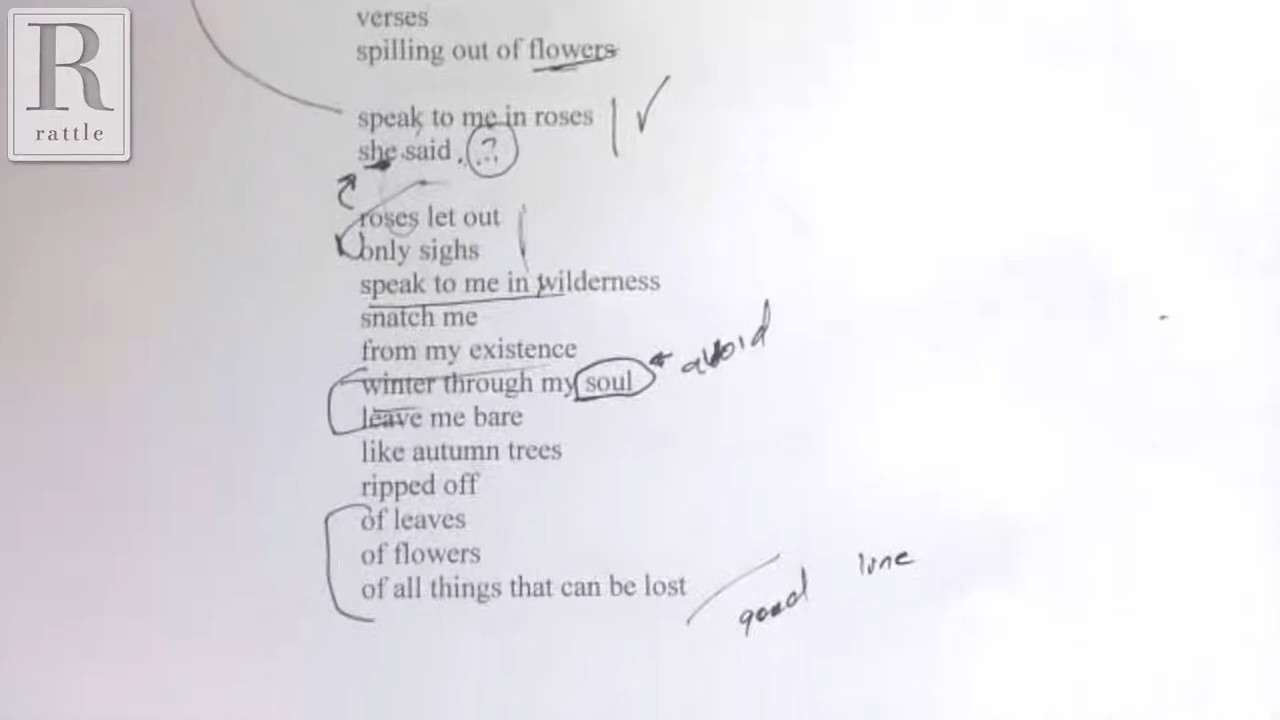 R
rattle
verses
spilling out of flowers
speak to me in roses
she said . ?
roses let out
only sighs
speak to me in wilderness
snatch me
from my existence
winter through my soul
avoid
leave me bare
like autumn trees
ripped off
of leaves
of flowers
of all things that can be lost
good line